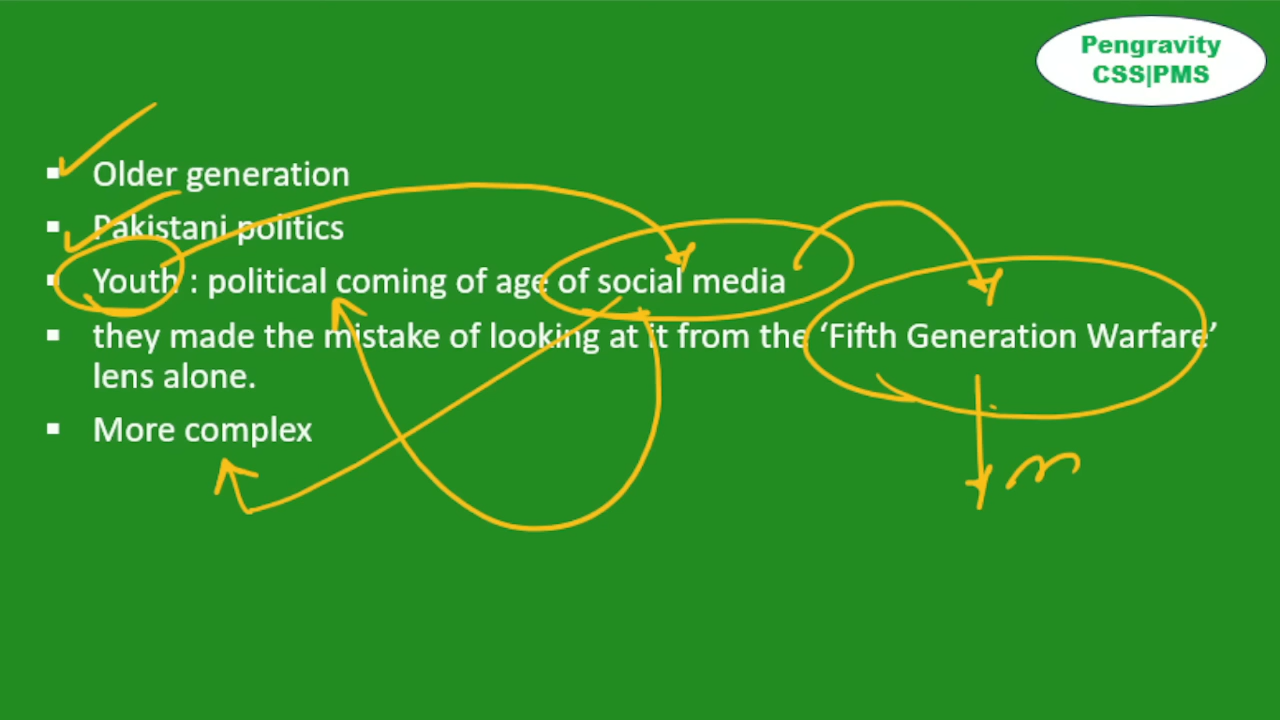 Pengravity
CSS|PMS
Older generation
Pakistani politics
Youth : political coming of age of social media
they made the mistake of looking at it from the ‘Fifth Generation Warfare’
lens alone.
More complex